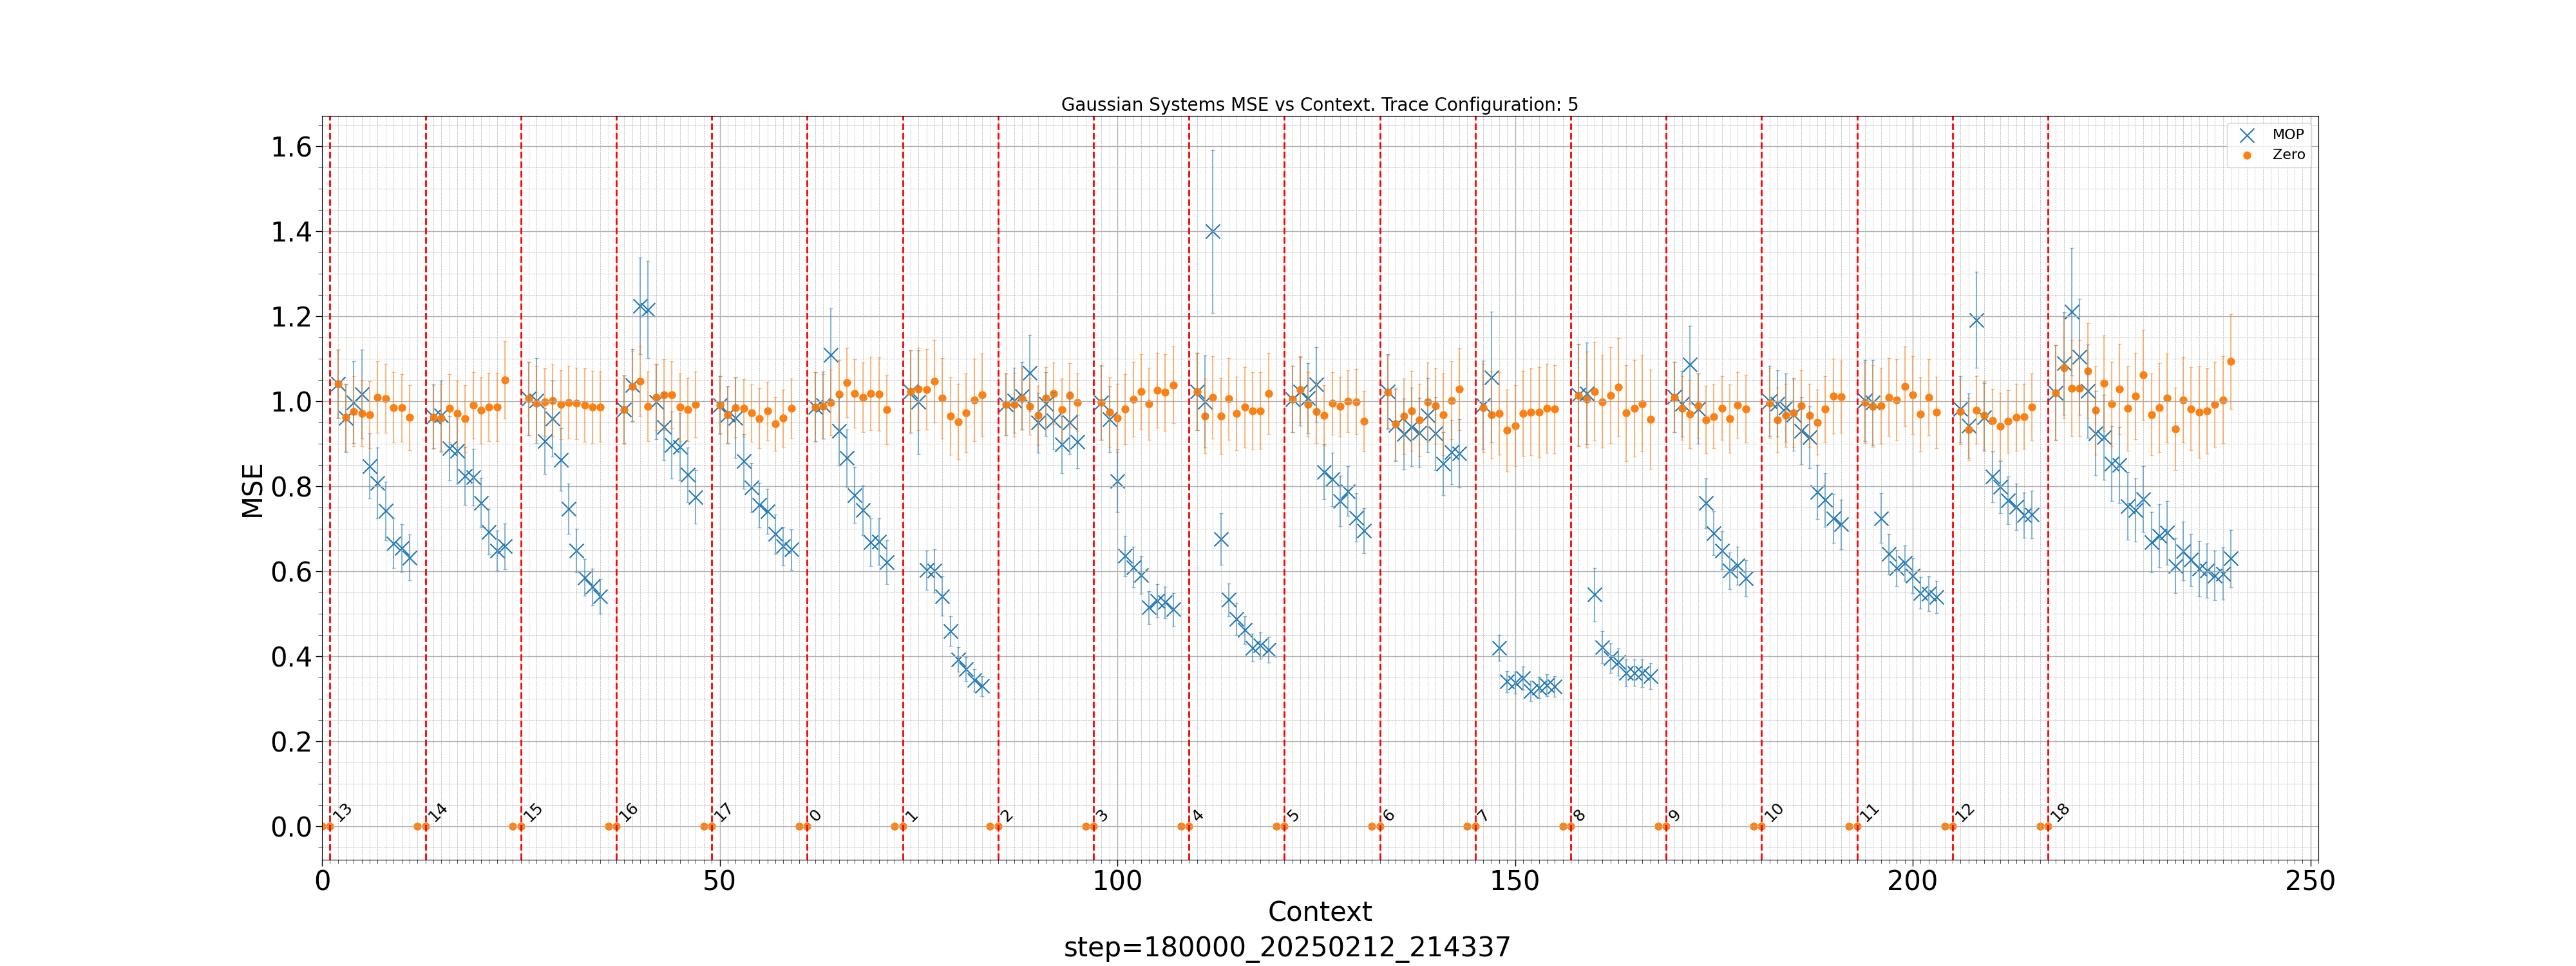 Gaussian Systems MSE vs Context. Trace Configuration: 5
MOP
Zero
1.6
1.4
1.2
1.0
0.8
0.6
0.4
0.2
0.0
MSE
13 14 15 16 17 0 1 2 3 4 5 6 7 8 9 10 11 12 18
0 50 100 150 200 250
Context
step=180000_20250212_214337